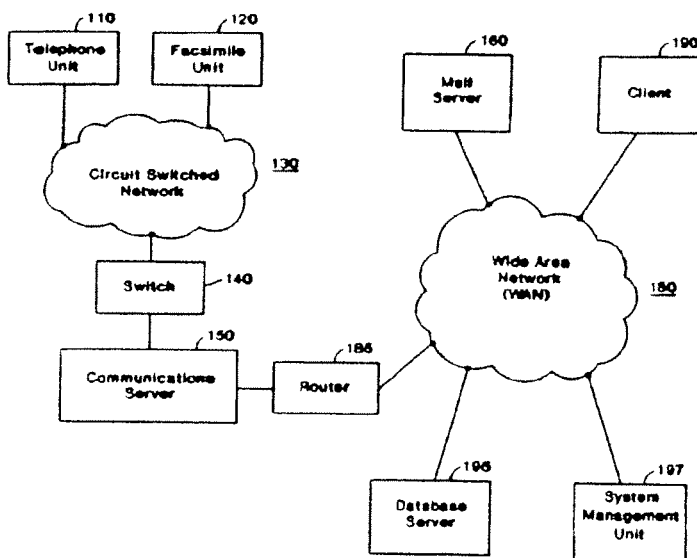 110
120
Telephone
Unit
Facsimile
Unit
160
Mail
Server
190
Client
Circuit Switched
Network
130
Switch
140
150
Communications
Server
185
Router
Wide Area
Network
(WAN)
180
195
Database
Server
197
System
Management
Unit